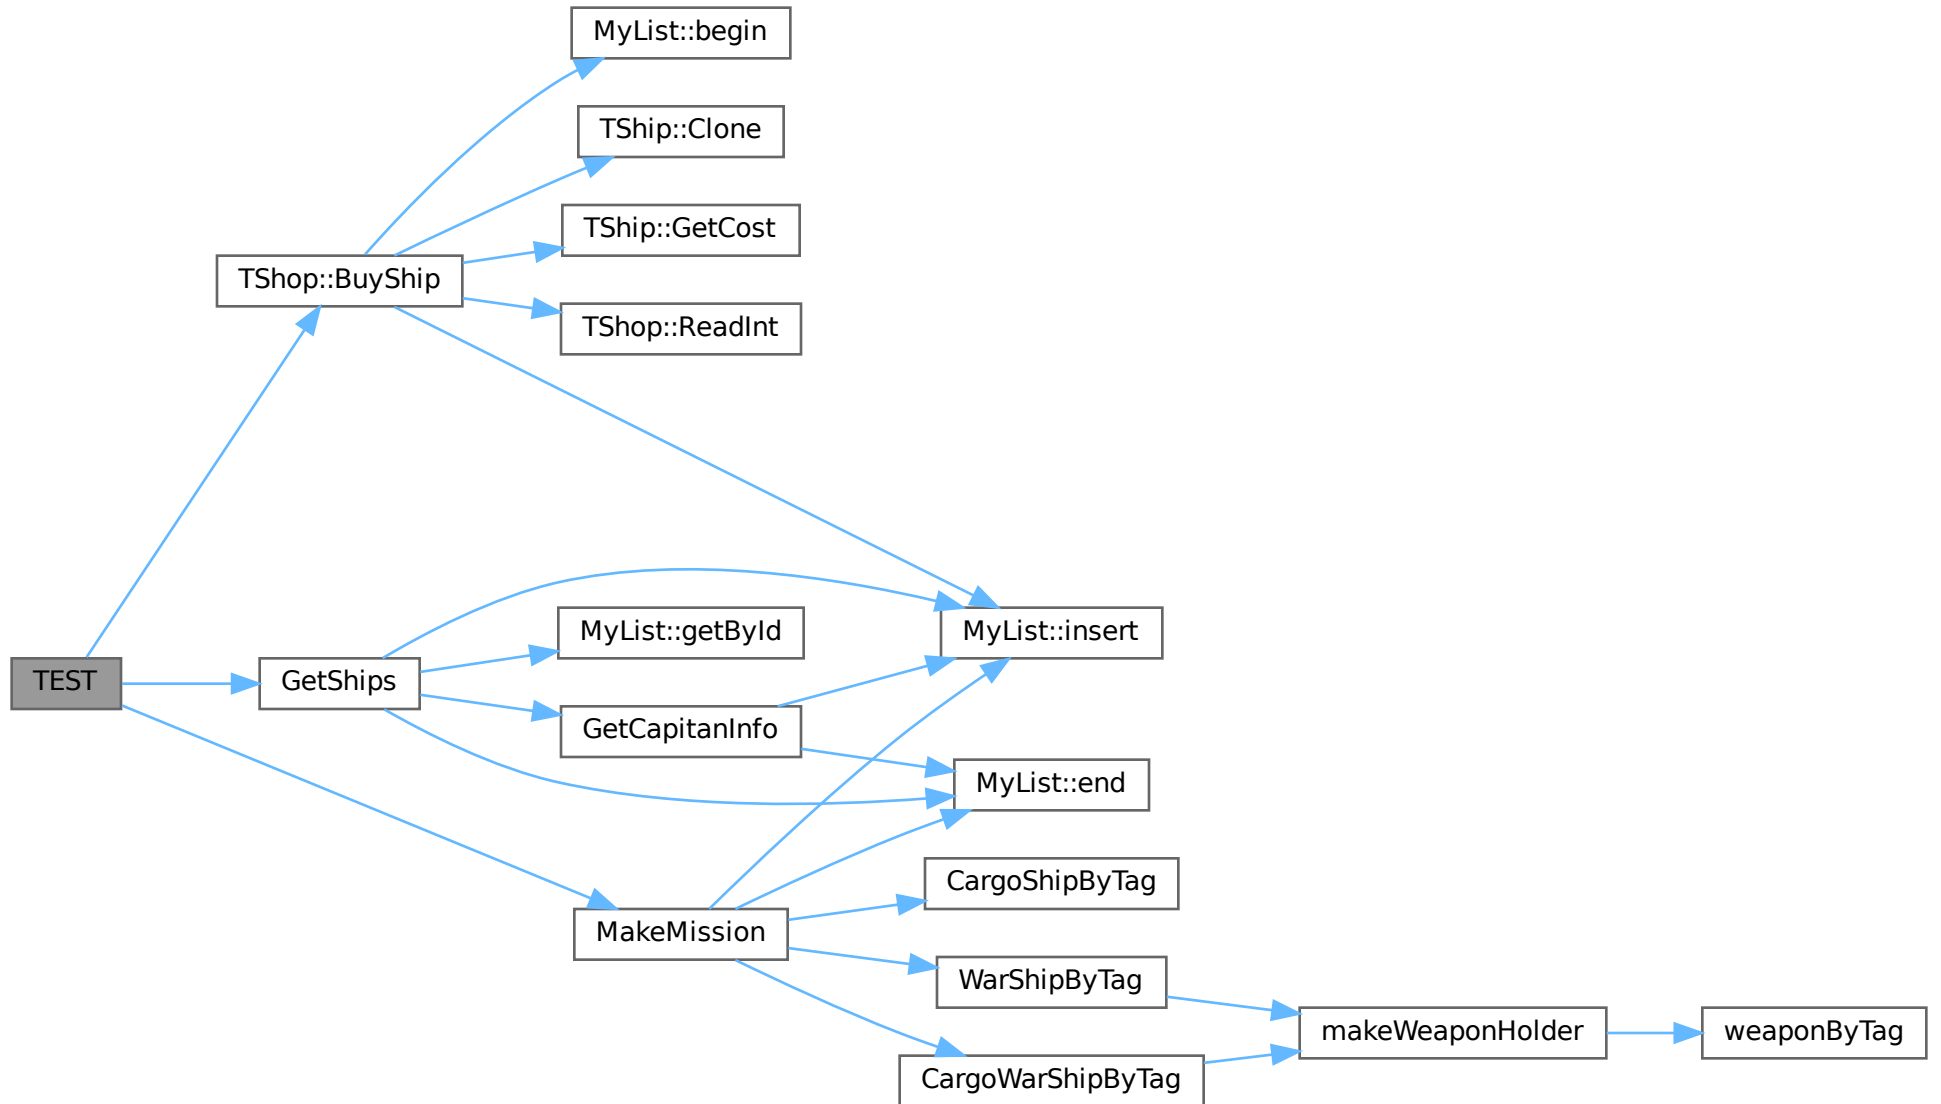 MyList::begin
TShip::Clone
TShip::GetCost
TShop::BuyShip
TShop::ReadInt
MyList::getById
MyList::insert
TEST
GetShips
GetCapitanInfo
MyList::end
CargoShipByTag
MakeMission
WarShipByTag
makeWeaponHolder
weaponByTag
CargoWarShipByTag